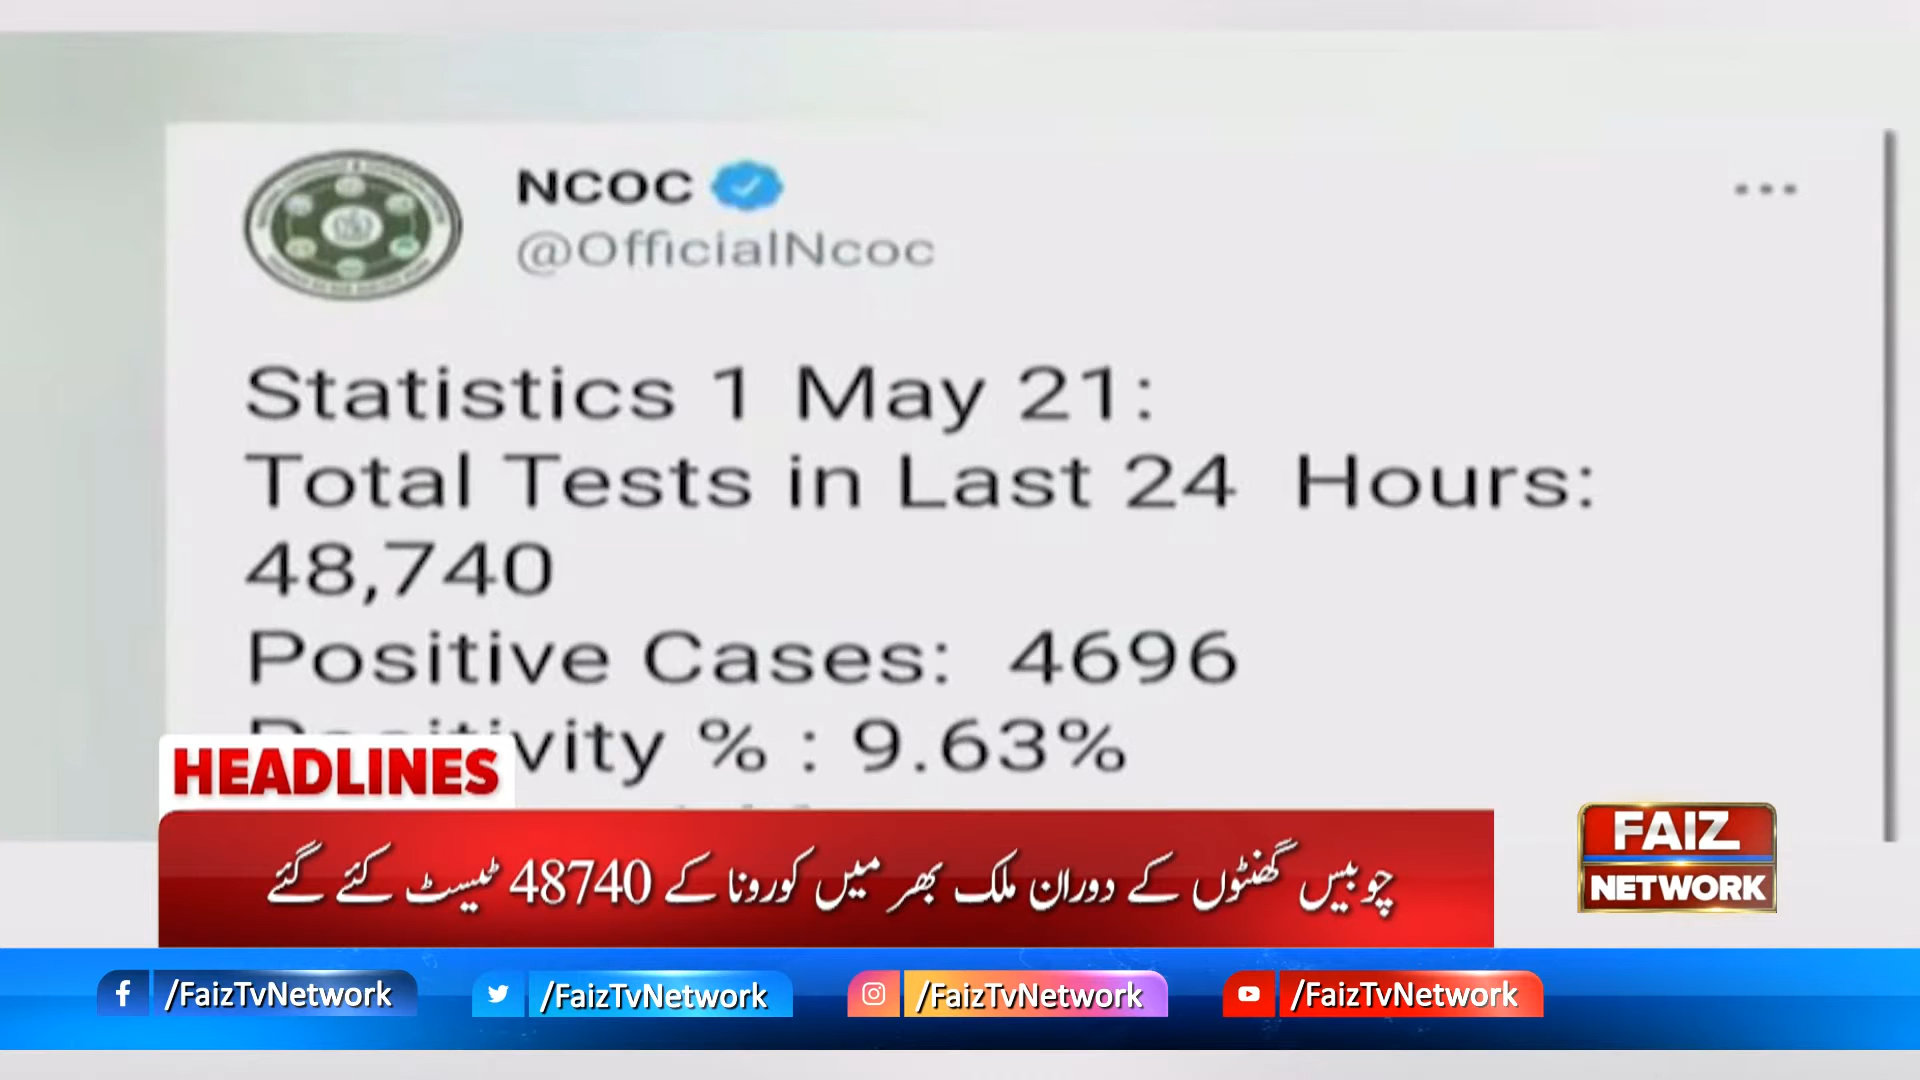 NCOC
@OfficialNcoc
Statistics 1 May 21:
Total Tests in Last 24 Hours:
48,740
Positive Cases: 4696
% : 9.63%
HEADLINES
چوبیس گھنٹوں کے دوران ملک بھر میں کورونا کے 48740 ٹیسٹ کئے گئے
FAIZ
NETWORK
/FaizTvNetwork
/FaizTvNetwork
/FaizTvNetwork
/FaizTvNetwork